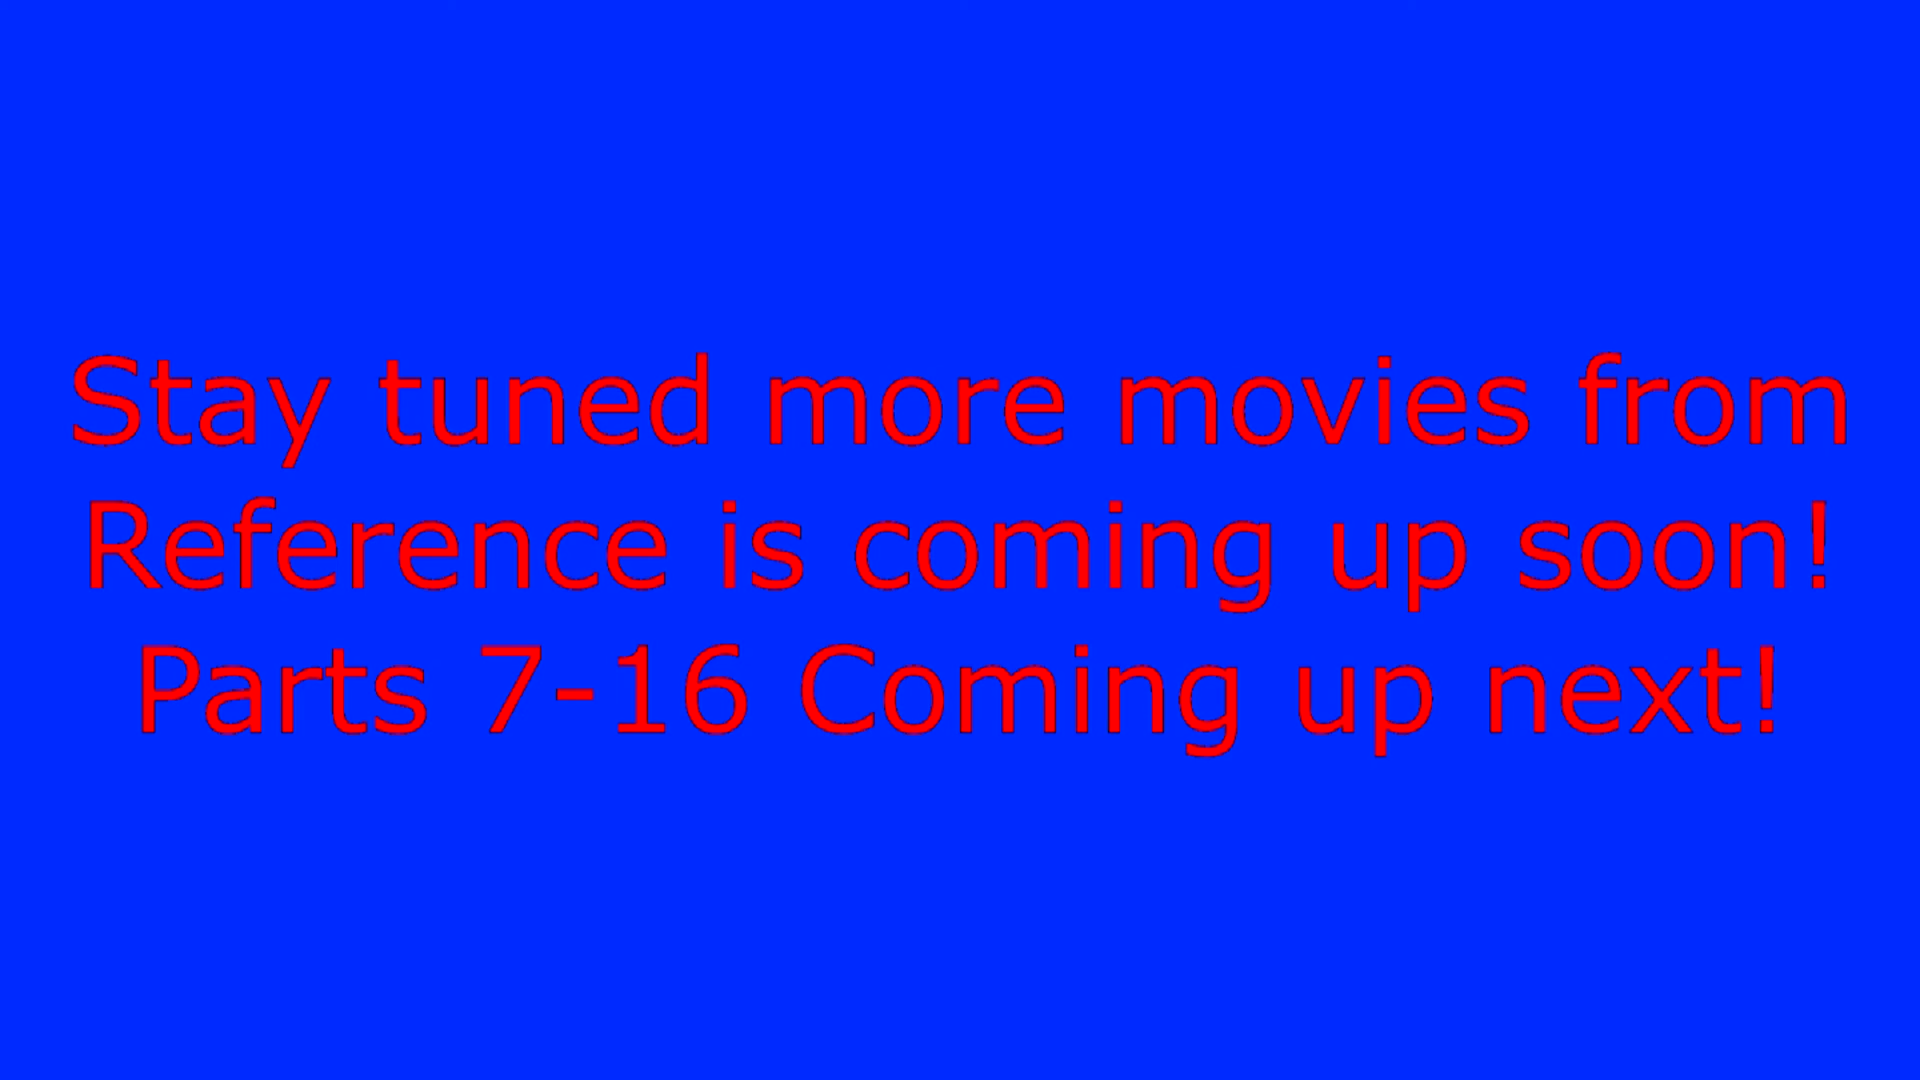 Stay tuned more movies from
Reference is coming up soon!
Parts 7-16 Coming up next!